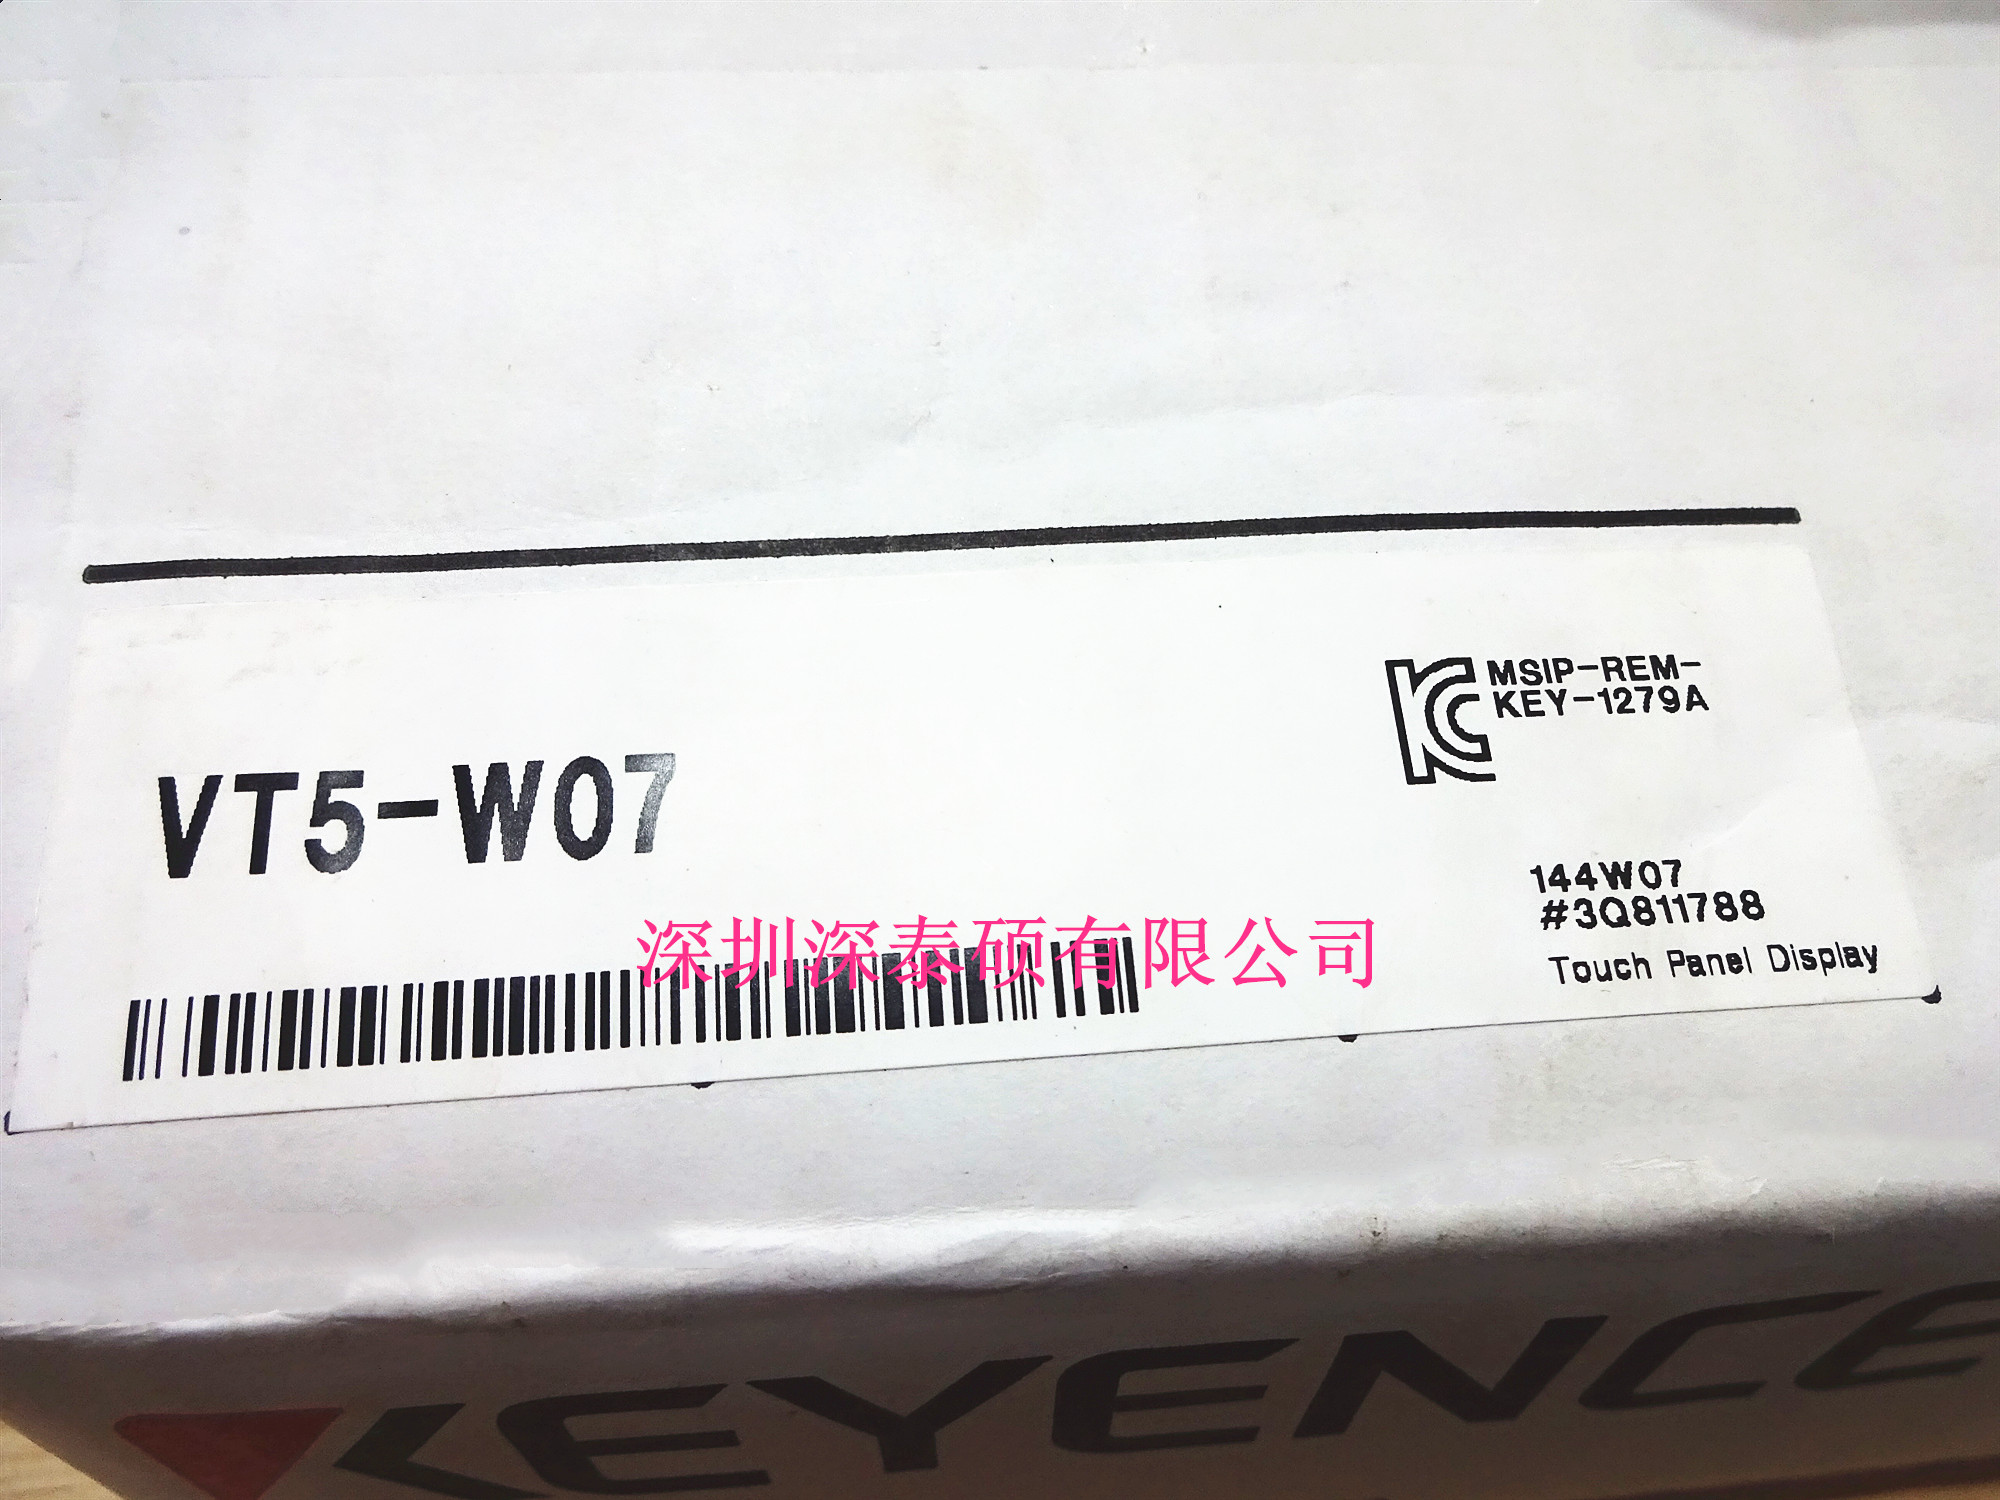 MSIP-REM-
KEY-1279A
VT5-W07
144W07
#3Q811788
Touch Panel Display
深圳深泰硕有限公司
KEYENCE